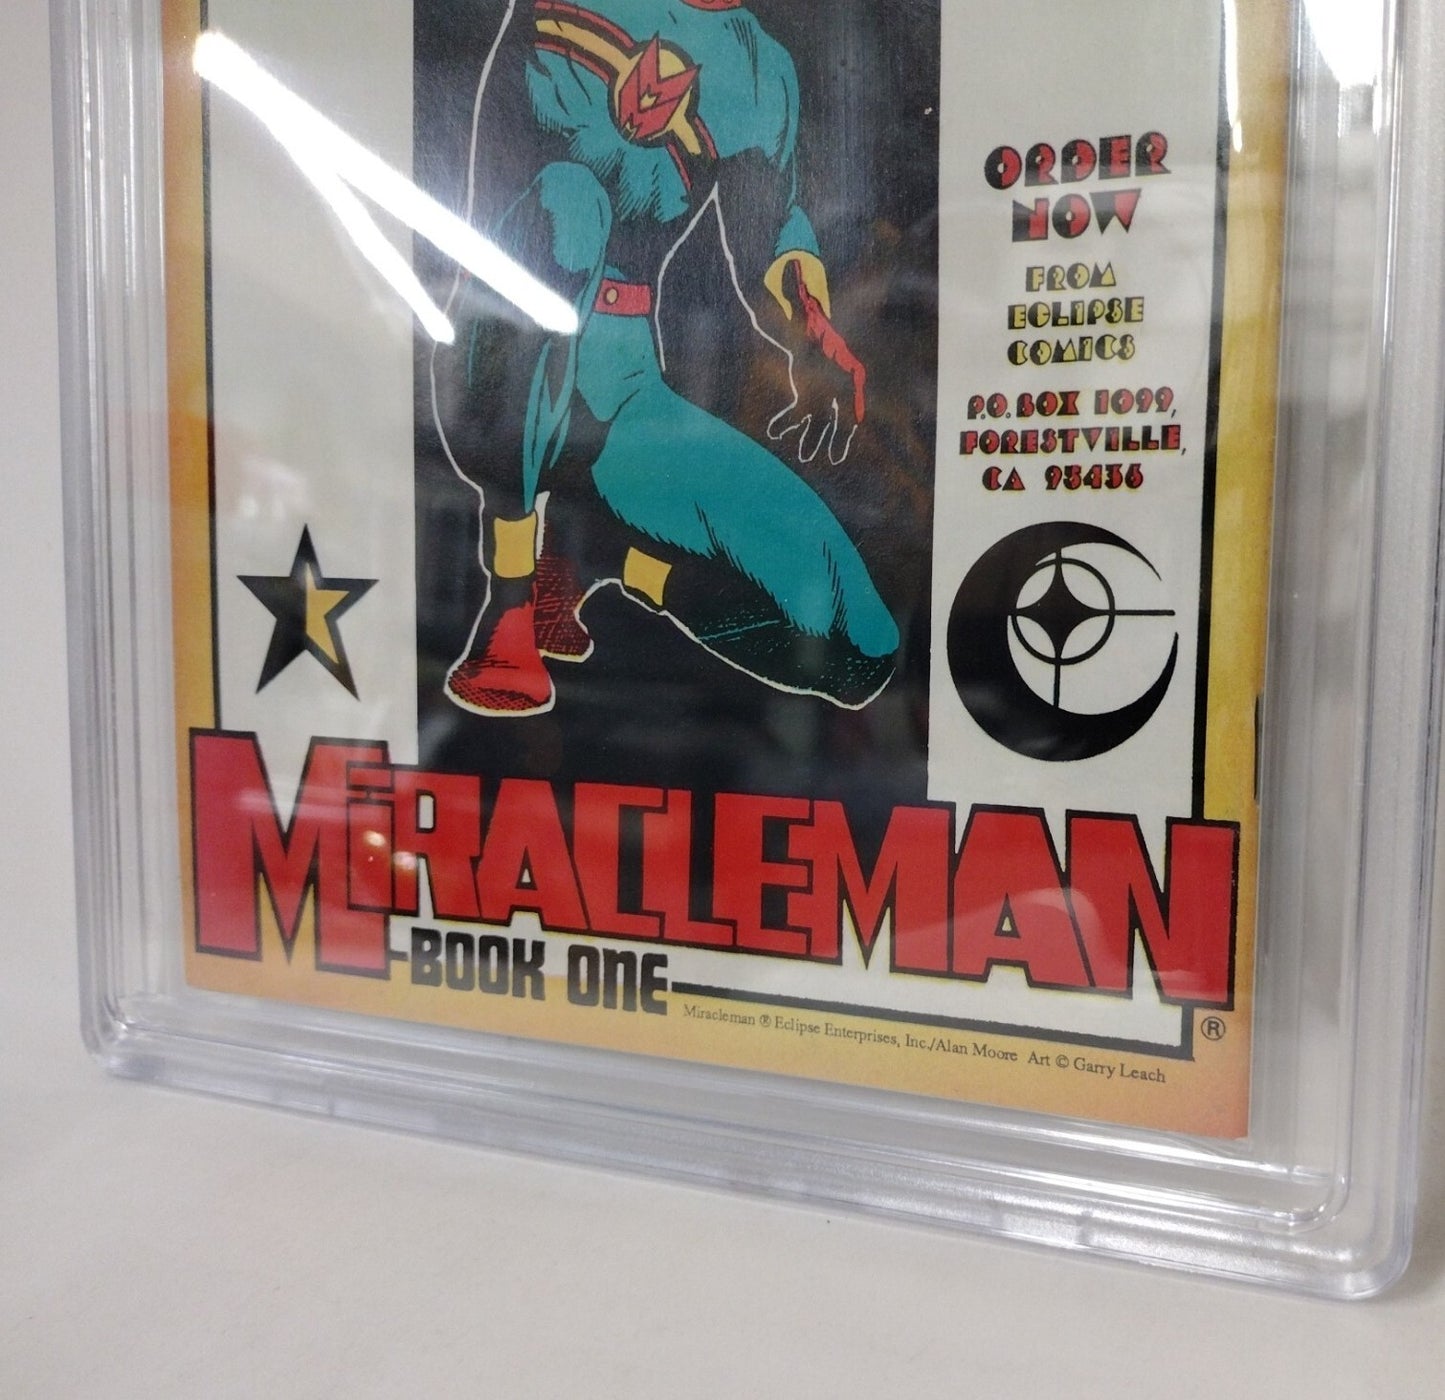 ORDER
NOW
FROM
ECLIPSE
COMICS
P.O. BOX 1099,
FORESTVILLE,
CA 95436
MIRACLEMAN
BOOK ONE
Miracleman ® Eclipse Enterprises, Inc./Alan Moore Art © Garry Leach
®